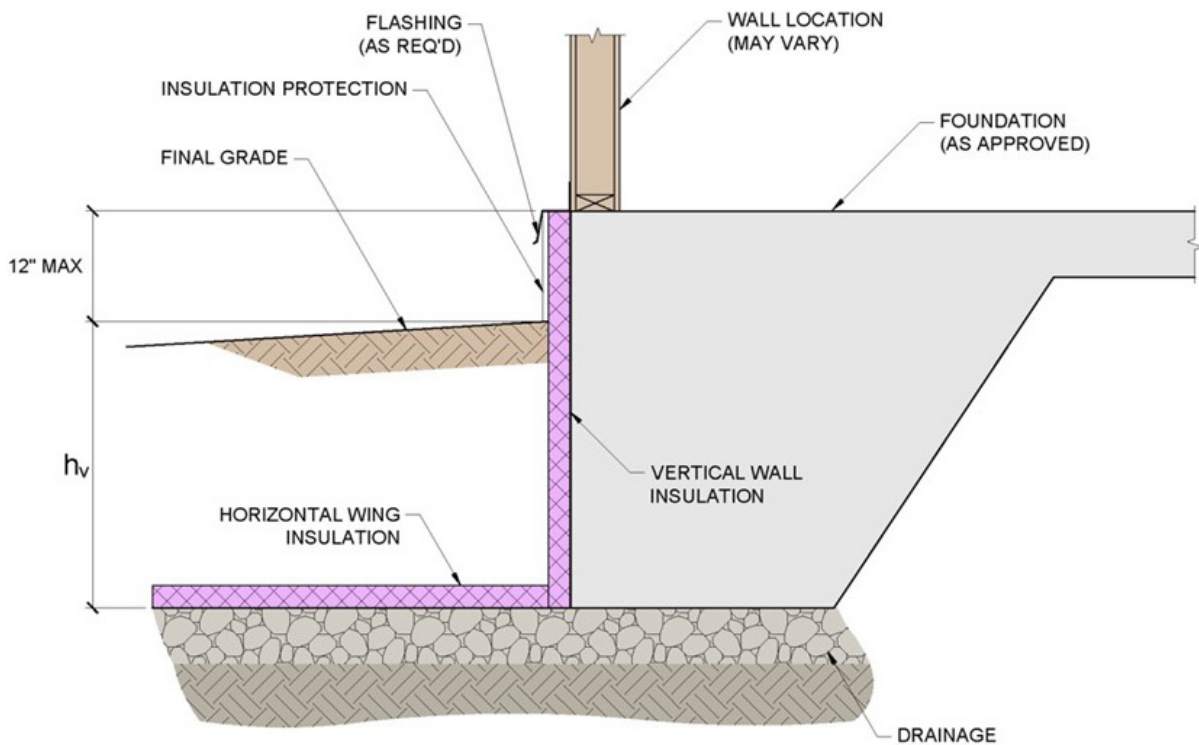 FLASHING
(AS REQ'D)
WALL LOCATION
(MAY VARY)
INSULATION PROTECTION
FOUNDATION
(AS APPROVED)
FINAL GRADE
12" MAX
hv
VERTICAL WALL
INSULATION
HORIZONTAL WING
INSULATION
DRAINAGE